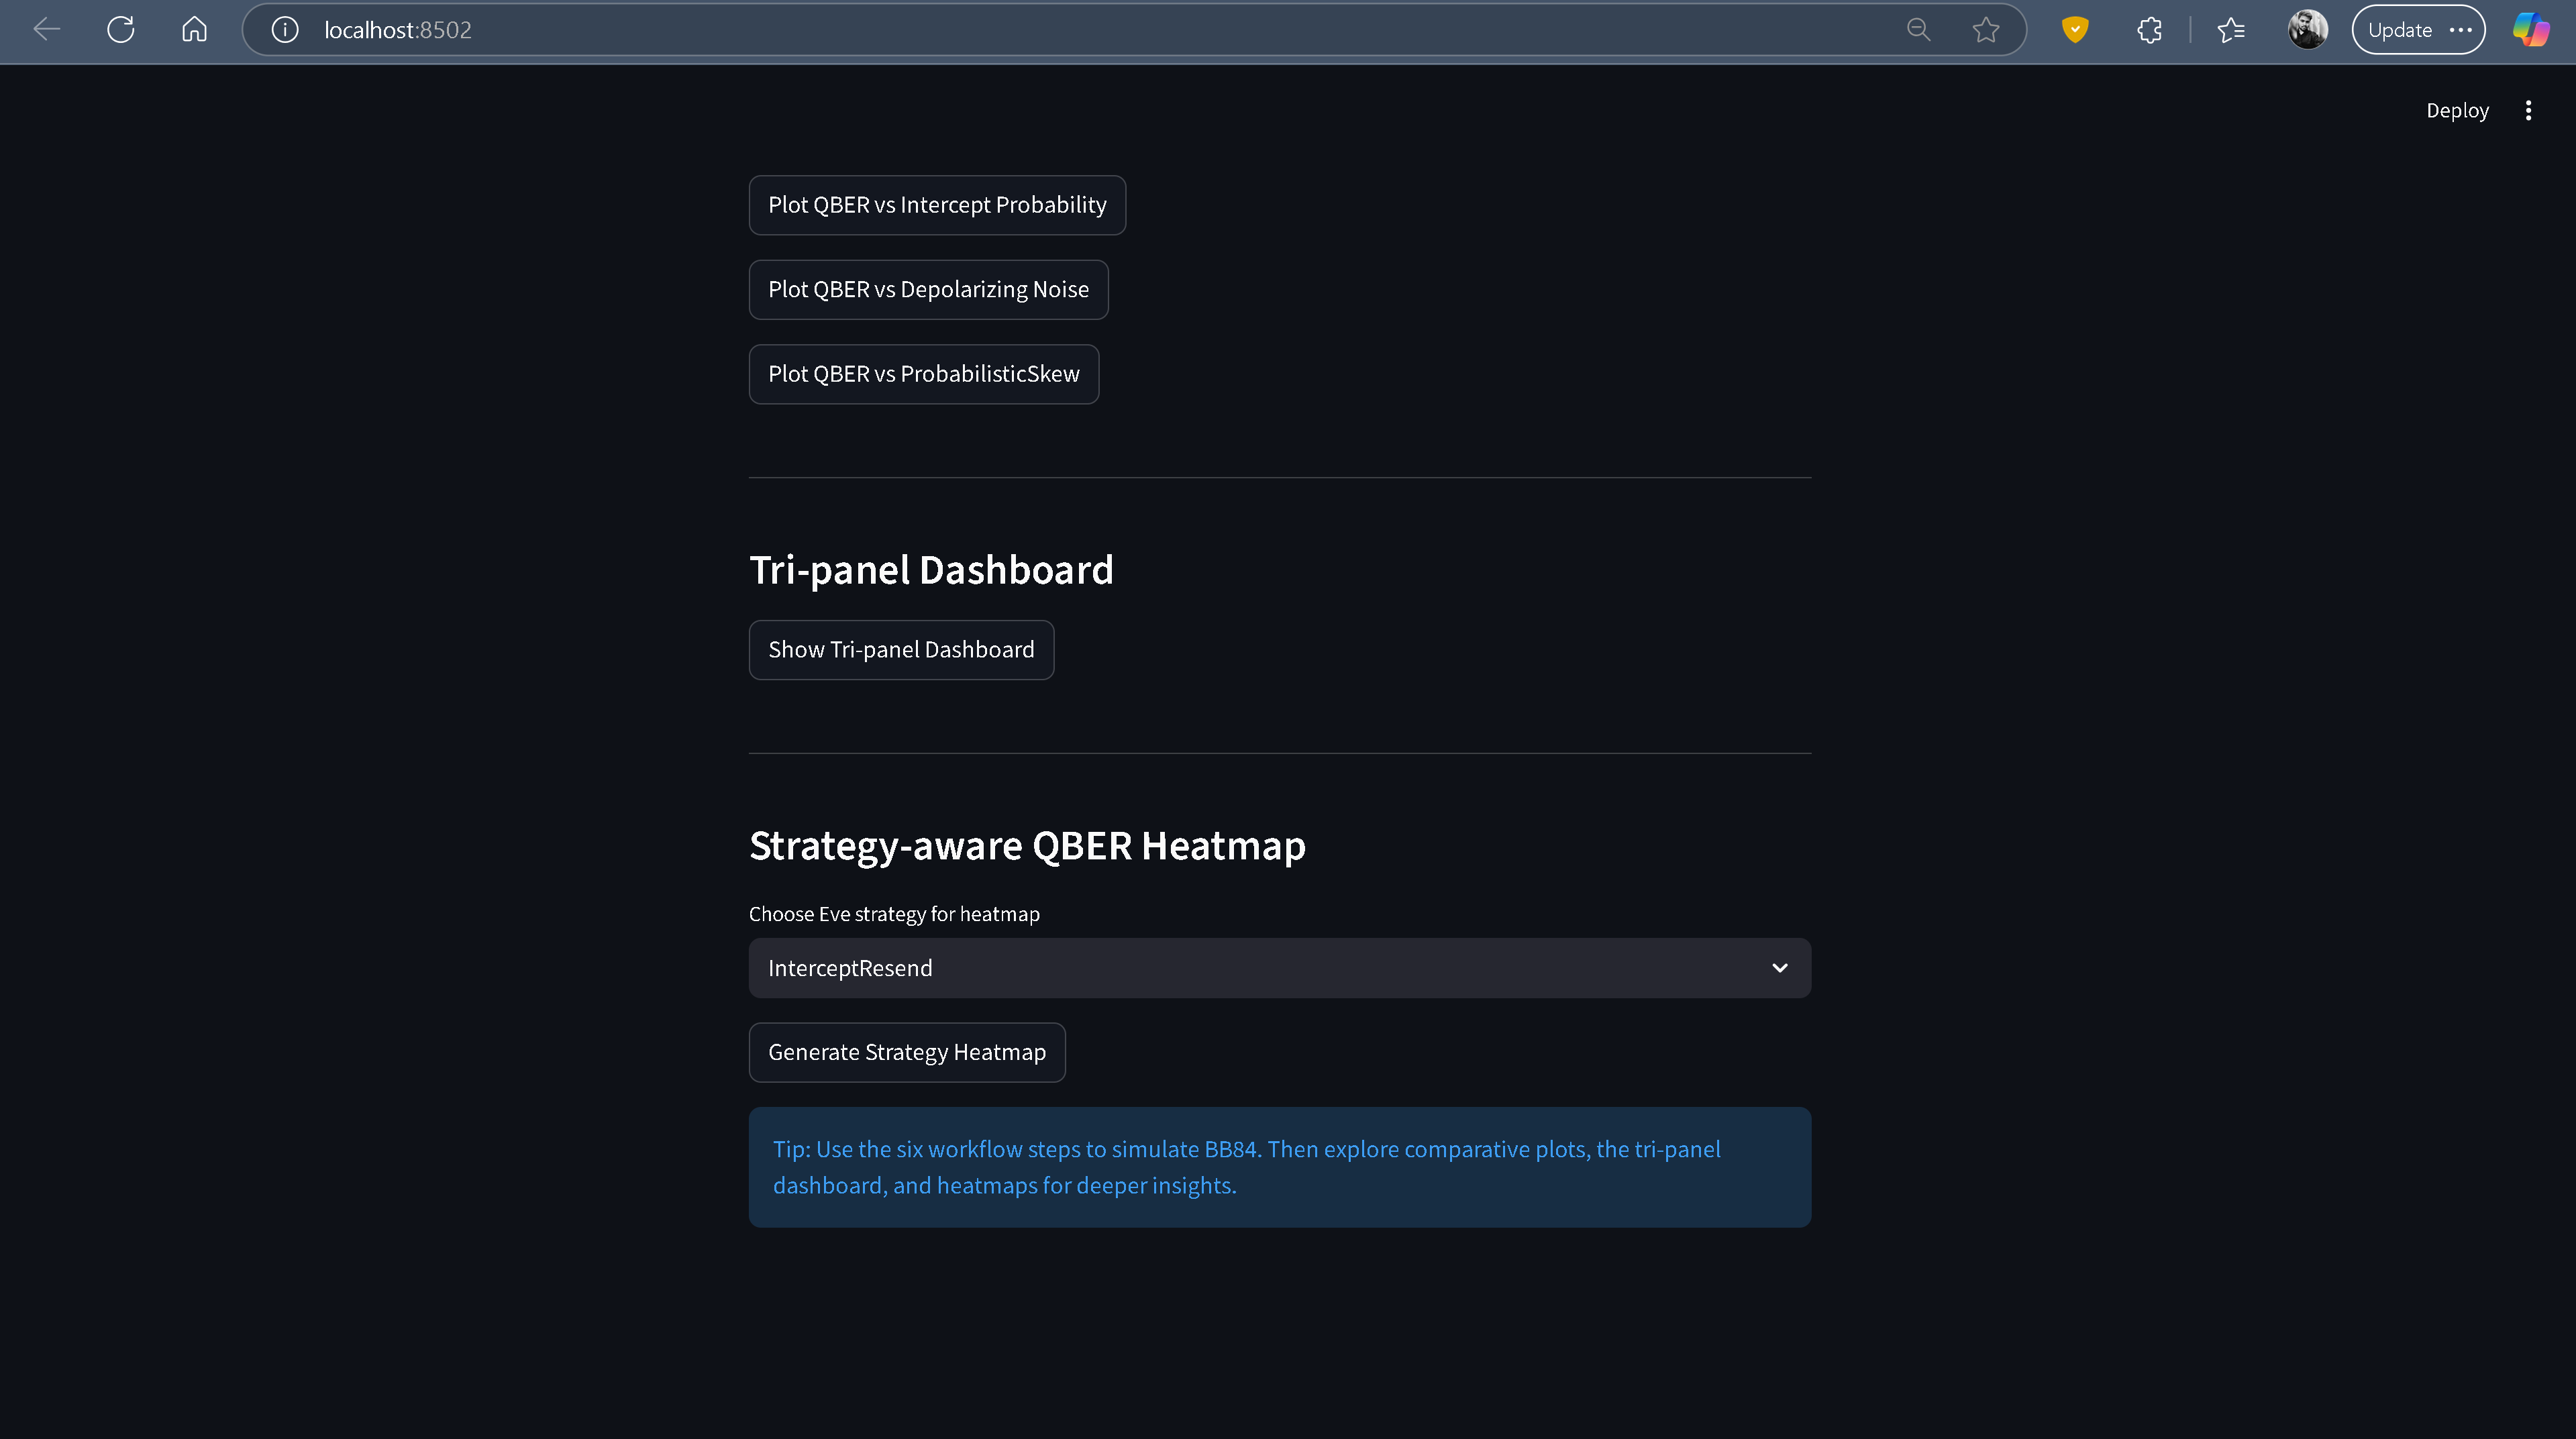 localhost:8502
Update
Deploy
Plot QBER vs Intercept Probability
Plot QBER vs Depolarizing Noise
Plot QBER vs ProbabilisticSkew
Tri-panel Dashboard
Show Tri-panel Dashboard
Strategy-aware QBER Heatmap
Choose Eve strategy for heatmap
InterceptResend
Generate Strategy Heatmap
Tip: Use the six workflow steps to simulate BB84. Then explore comparative plots, the tri-panel
dashboard, and heatmaps for deeper insights.